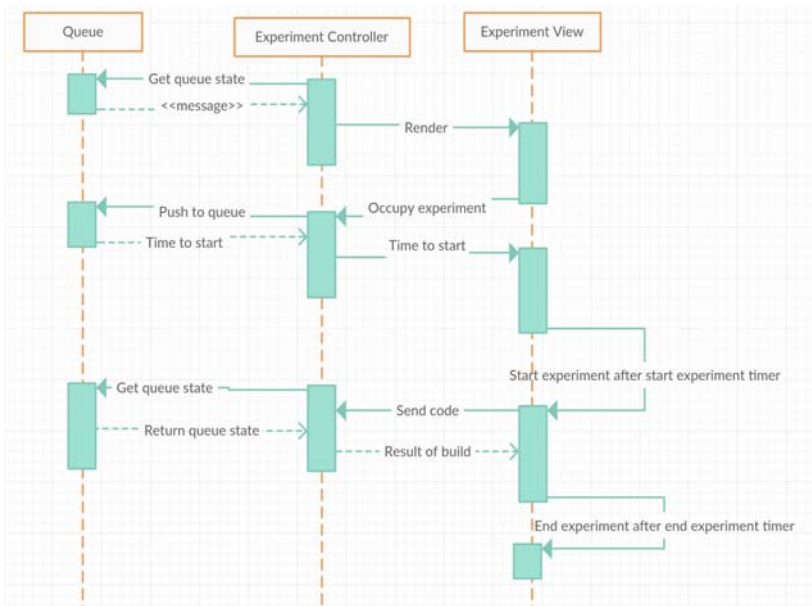 Queue
Experiment Controller
Experiment View
Get queue state
<<message>>
Render
Occupy experiment
Push to queue
Time to start
Time to start
Start experiment after start experiment timer
Get queue state
Send code
Return queue state
Result of build
End experiment after end experiment timer